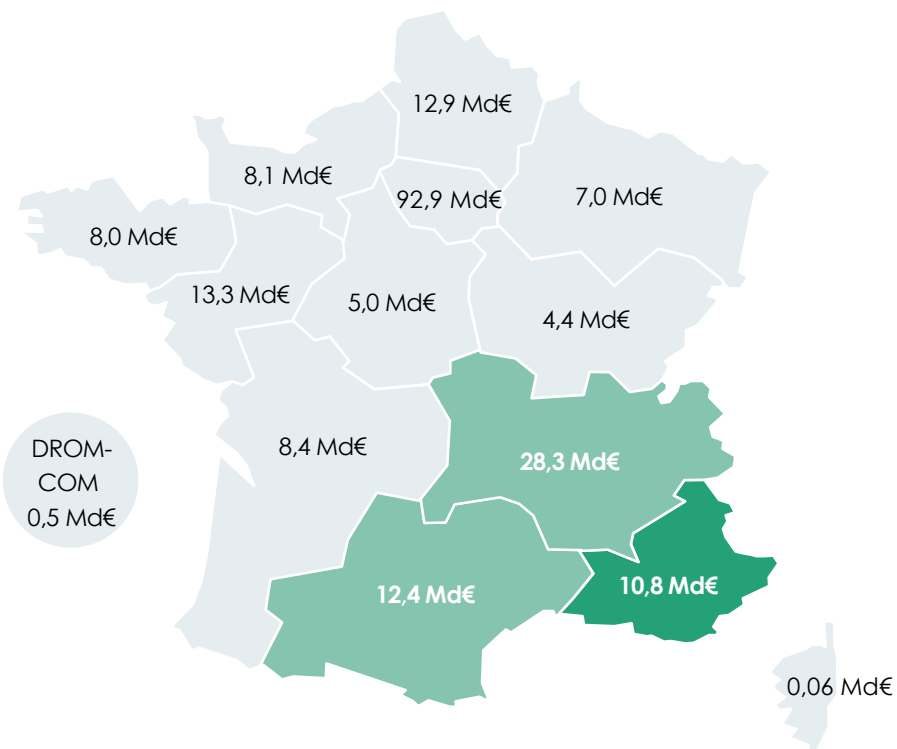 12,9 Md€
8,1 Md€
92,9 Md€
7,0 Md€
8,0 Md€
13,3 Md€
5,0 Md€
4,4 Md€
8,4 Md€
28,3 Md€
DROM-
COM
0,5 Md€
12,4 Md€
10,8 Md€
0,06 Md€